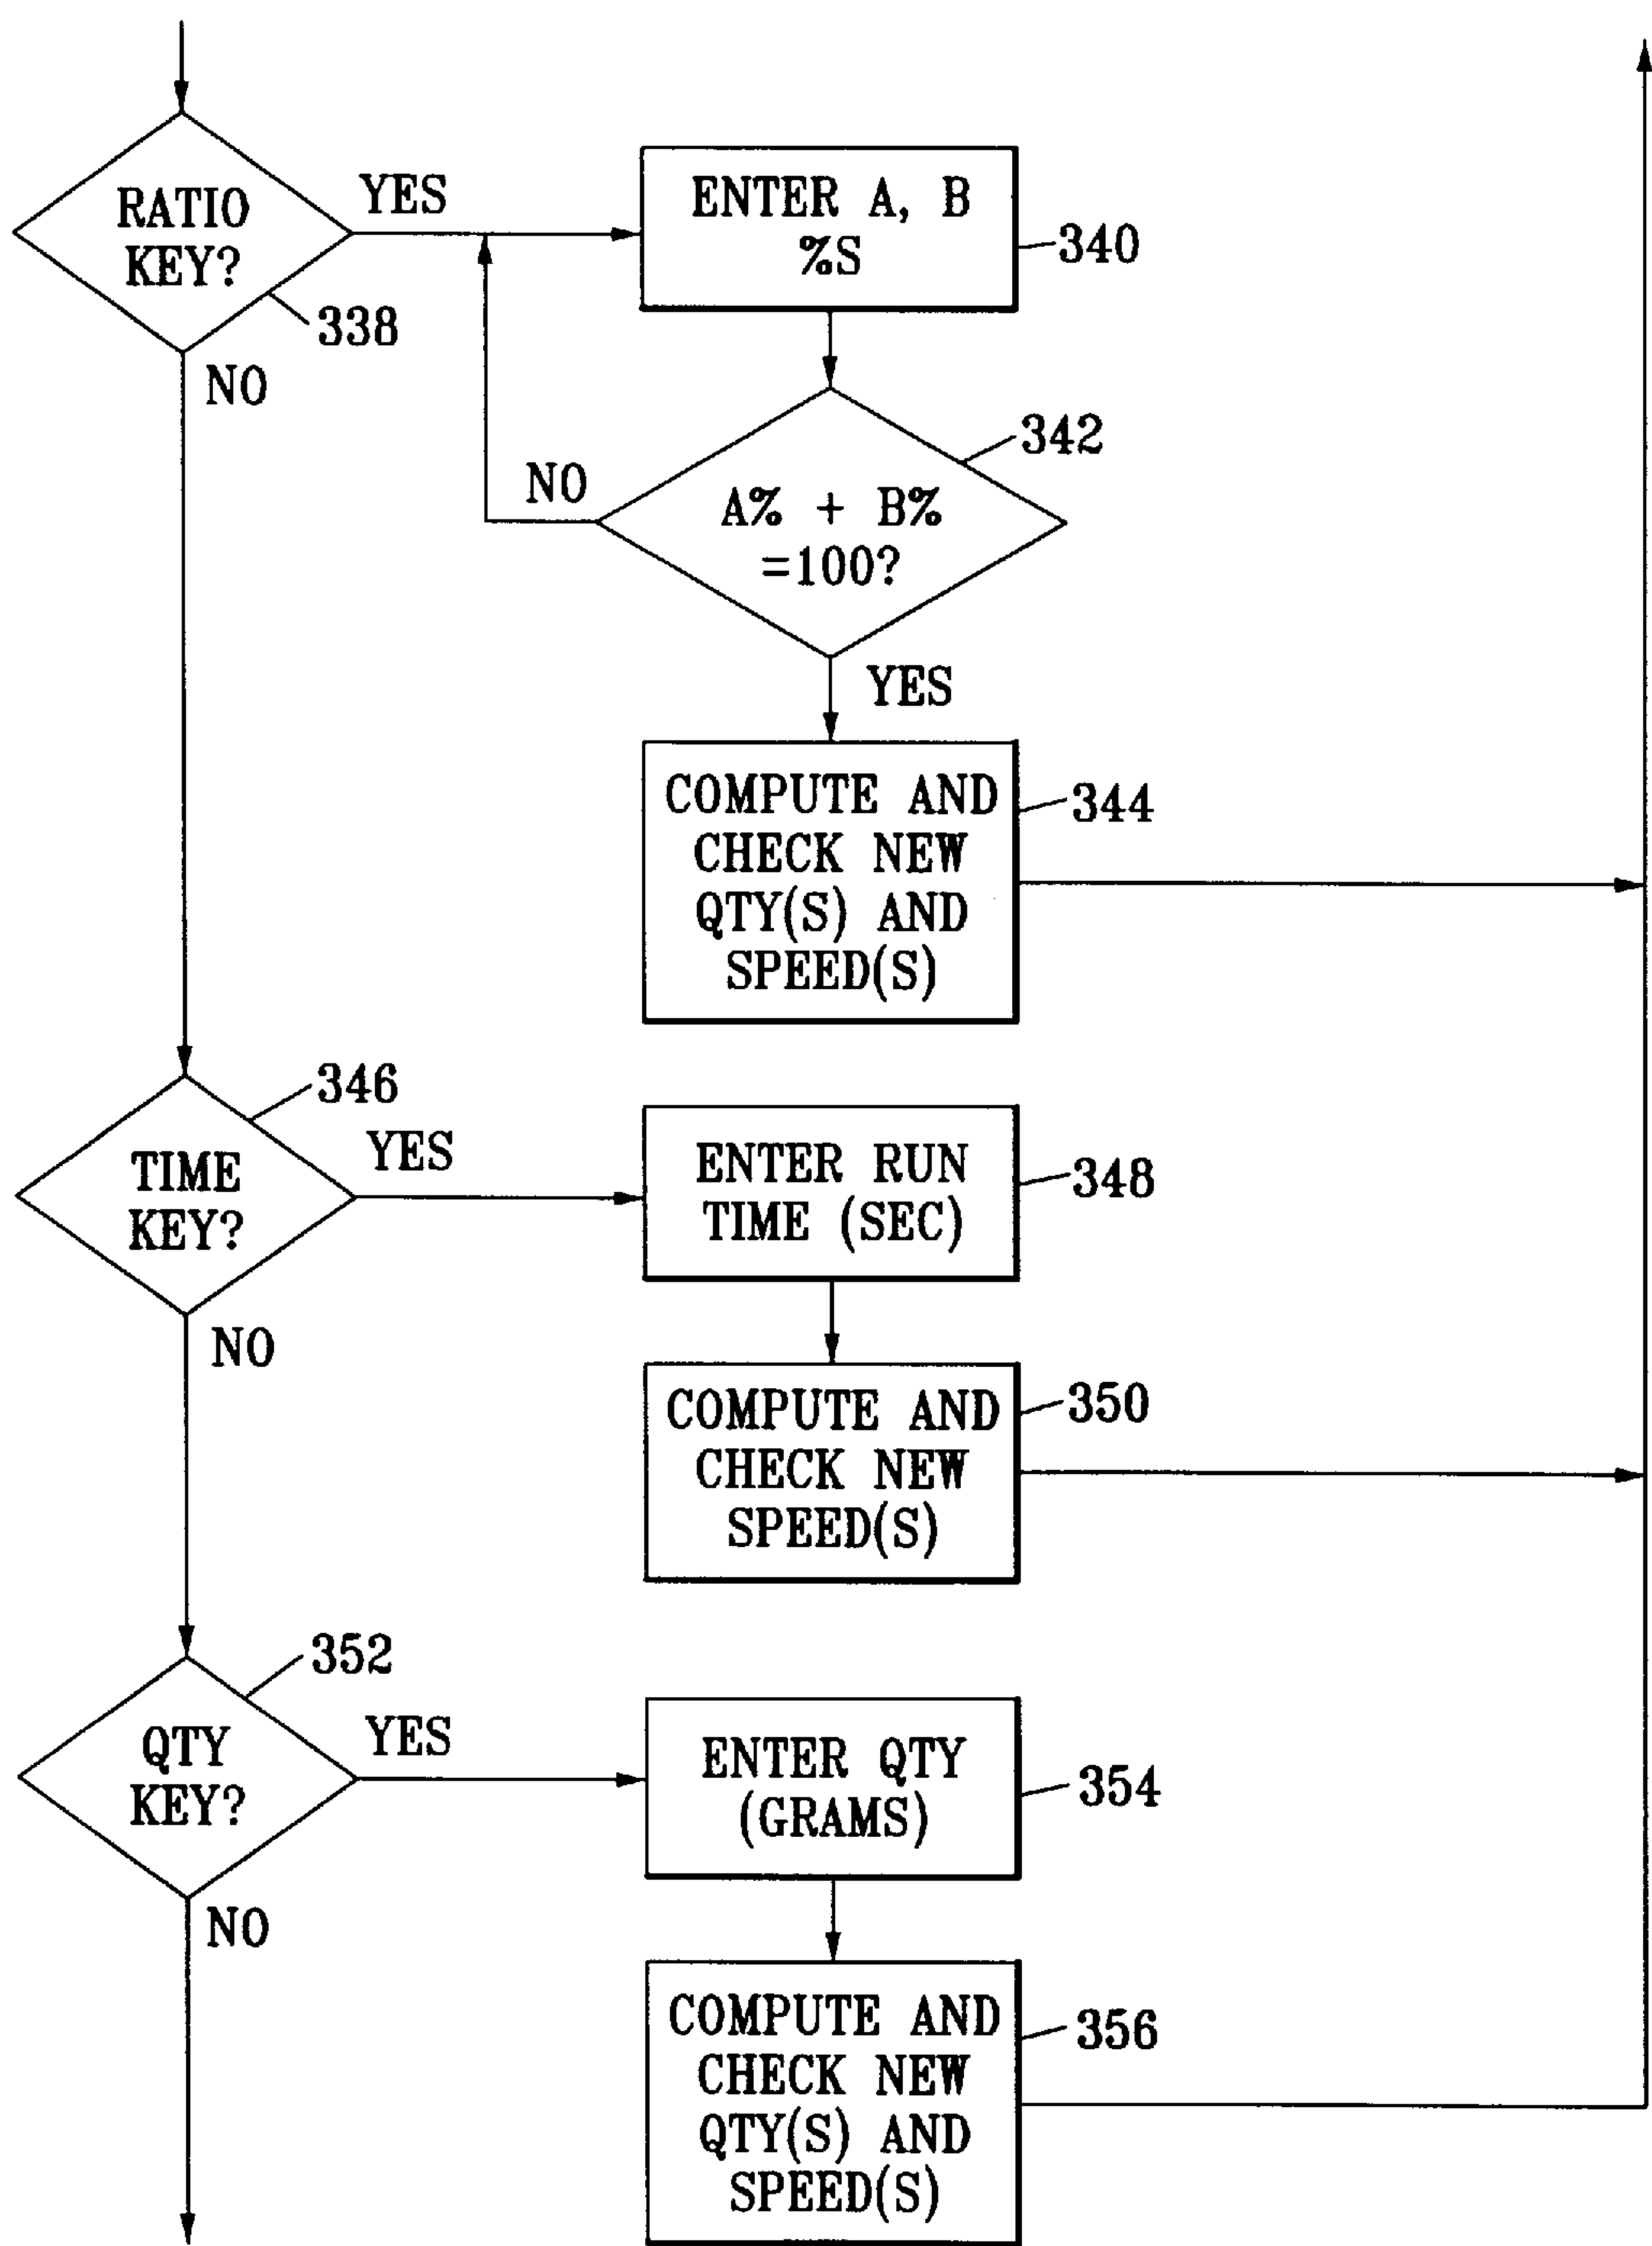 RATIO
KEY?
338
YES
NO
ENTER A, B
%S
340
342
A% + B%
=100?
NO
YES
COMPUTE AND
CHECK NEW
QTY(S) AND
SPEED(S)
344
346
TIME
KEY?
YES
NO
ENTER RUN
TIME (SEC)
348
COMPUTE AND
CHECK NEW
SPEED(S)
350
352
QTY
KEY?
YES
NO
ENTER QTY
(GRAMS)
354
COMPUTE AND
CHECK NEW
QTY(S) AND
SPEED(S)
356